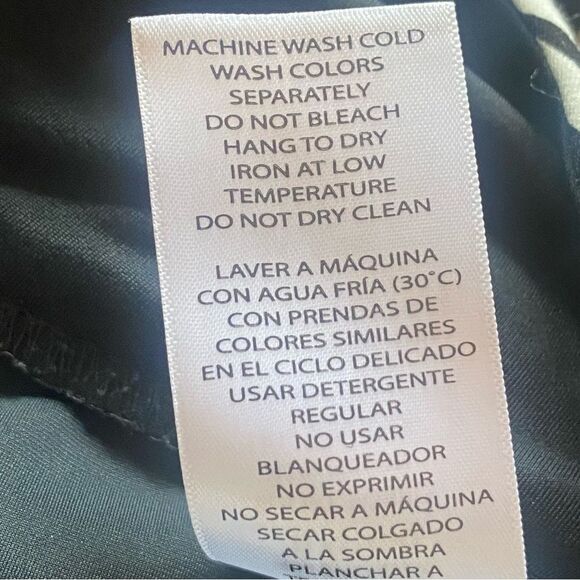 MACHINE WASH COLD
WASH COLORS
SEPARATELY
DO NOT BLEACH
HANG TO DRY
IRON AT LOW
TEMPERATURE
DO NOT DRY CLEAN
LAVER A MÁQUINA
CON AGUA FRÍA (30°C)
CON PRENDAS DE
COLORES SIMILARES
EN EL CICLO DELICADO
USAR DETERGENTE
REGULAR
NO USAR
BLANQUEADOR
NO EXPRIMIR
NO SECAR A MÁQUINA
SECAR COLGADO
A LA SOMBRA
PLANCHAR A